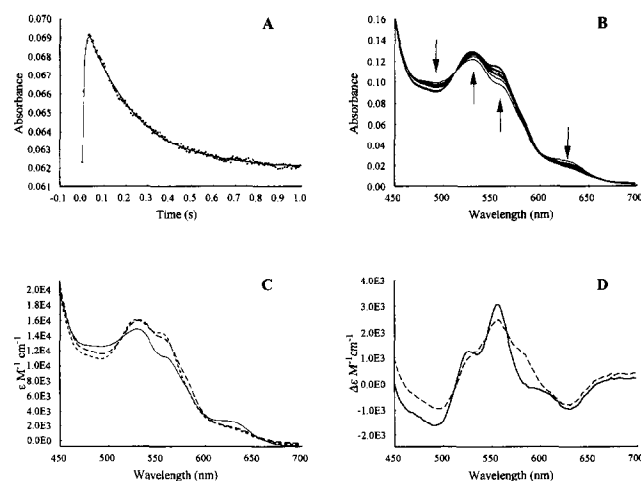 A
0.070
0.069
0.068
0.067
0.066
0.065
0.064
0.063
0.062
0.061
Absorbance
-0.1 0.0 0.1 0.2 0.3 0.4 0.5 0.6 0.7 0.8 0.9 1.0
Time (s)
B
0.16
0.14
0.12
0.10
0.08
0.06
0.04
0.02
0.00
Absorbance
450 500 550 600 650 700
Wavelength (nm)
C
2.0E4
1.8E4
1.6E4
1.4E4
1.2E4
1.0E4
8.0E3
6.0E3
4.0E3
2.0E3
0.0E0
ε M⁻¹ cm⁻¹
450 500 550 600 650 700
Wavelength (nm)
D
4.0E3
3.0E3
2.0E3
1.0E3
0.0E0
-1.0E3
-2.0E3
Δε M⁻¹ cm⁻¹
450 500 550 600 650 700
Wavelength (nm)